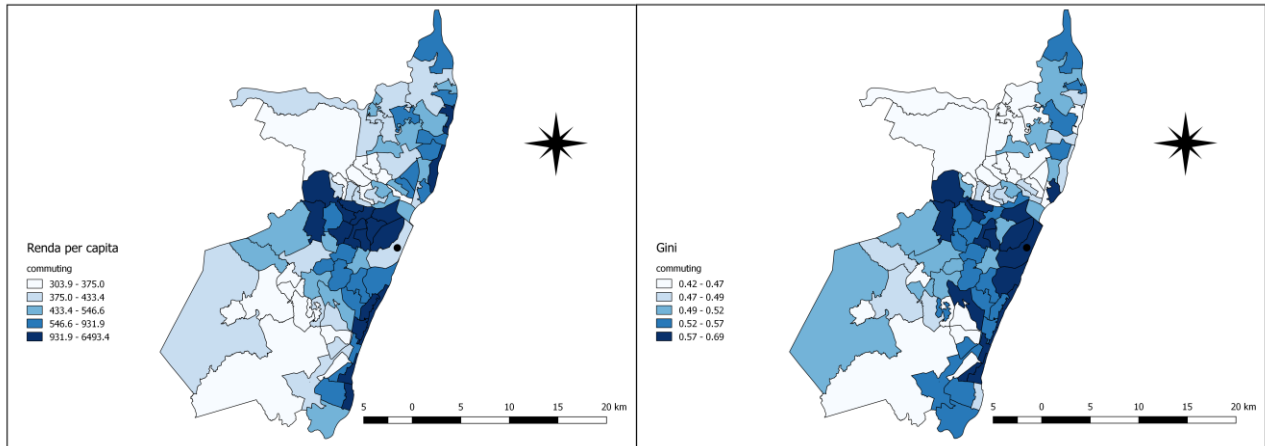 Renda per capita
commuting
303.9 - 375.0
375.0 - 433.4
433.4 - 546.6
546.6 - 931.9
931.9 - 6493.4
5 0 5 10 15 20 km
Gini
commuting
0.42 - 0.47
0.47 - 0.49
0.49 - 0.52
0.52 - 0.57
0.57 - 0.69
5 0 5 10 15 20 km